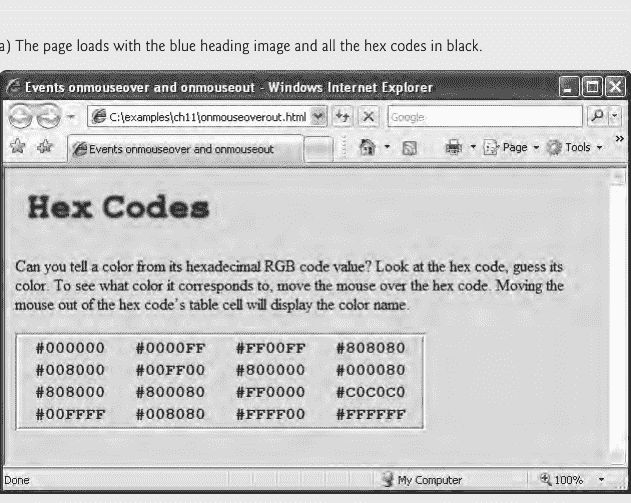 a) The page loads with the blue heading image and all the hex codes in black.
Events onmouseover and onmouseout - Windows Internet Explorer
C:\examples\ch11\onmouseoverout.html Google
Events onmouseover and onmouseout Page Tools »
Hex Codes
Can you tell a color from its hexadecimal RGB code value? Look at the hex code, guess its
color. To see what color it corresponds to, move the mouse over the hex code. Moving the
mouse out of the hex code's table cell will display the color name.
#000000 #0000FF #FF00FF #808080
#008000 #00FF00 #800000 #000080
#808000 #800080 #FF0000 #C0C0C0
#00FFFF #008080 #FFFF00 #FFFFFF
Done My Computer 100%